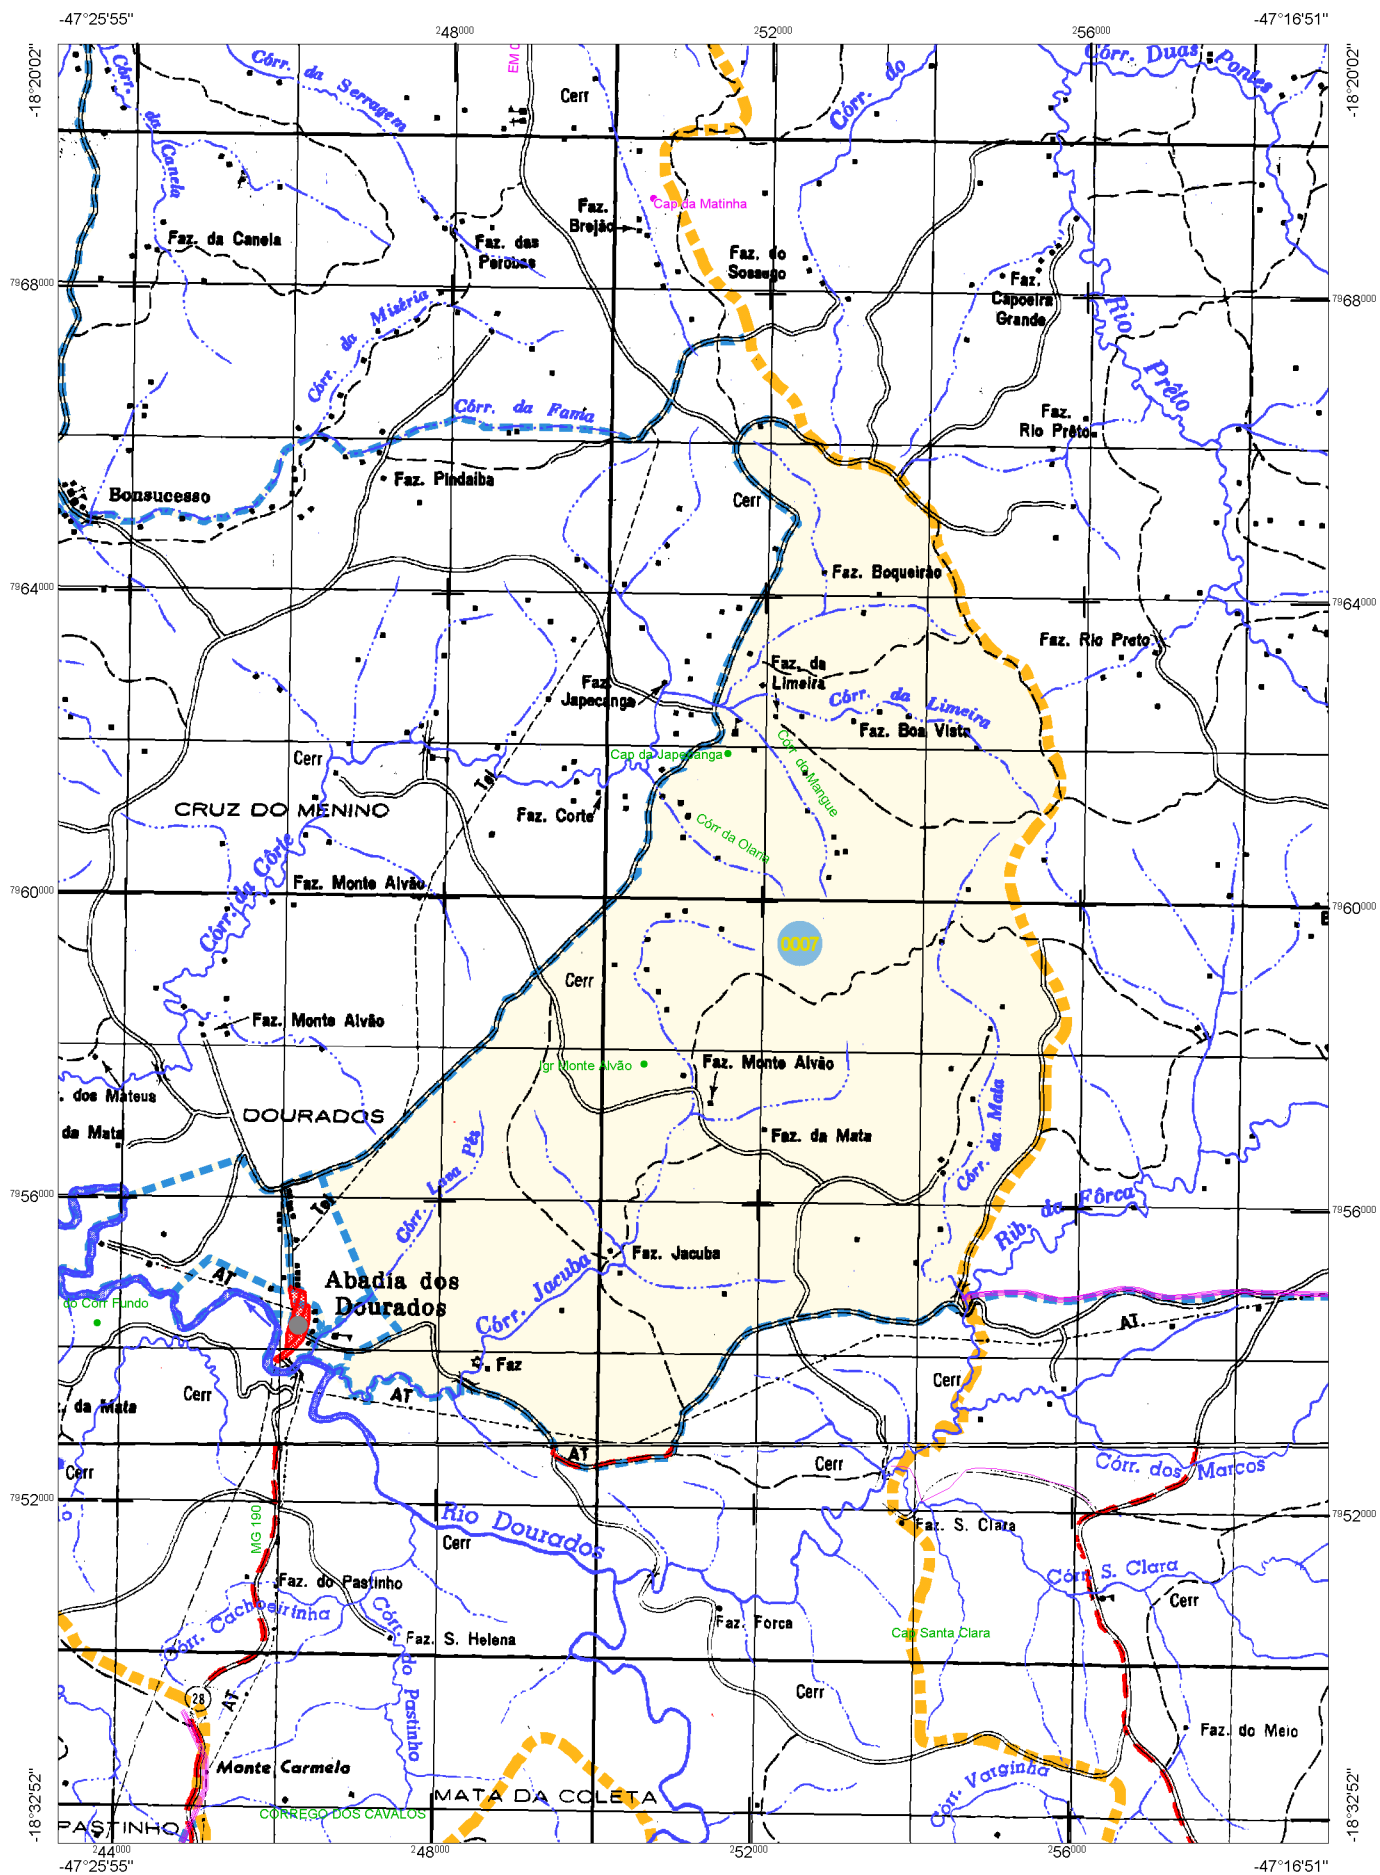 -47°25'55"
-47°16'51"
248000
252000
256000
-18°20'02"
-18°20'02"
Córr. da Canela
Córr. da Serragem
Cerr
Córr. do
Córr. Duas Pontes
Faz. da Canela
Faz. das
Perobas
Faz.
Brejão
Cap da Matinha
Faz. do
Sossego
Faz.
Capoeira
Grande
Rio Prêto
7968000
7968000
Córr. da Miséria
Córr. da Fama
Faz.
Rio Prêto
Bonsucesso
Faz. Pindaiba
Cerr
Faz. Boqueirão
7964000
7964000
Faz. Rio Preto
Faz. da
Limeira
Faz.
Japecanga
Córr. da Limeira
Faz. Boa Vista
Cap da Japecanga
Córr do Mangue
Cerr
Tel
CRUZ DO MENINO
Faz. Corte
Córr da Olaria
Córr. da Côrte
Faz. Monte Alvão
7960000
7960000
0007
Cerr
Faz. Monte Alvão
Igr Monte Alvão
Faz. Monte Alvão
. dos Mateus
DOURADOS
da Mata
Faz. da Mata
Córr. Lava Pés
Córr. da Mata
7956000
7956000
Tel
Rib. da Fôrca
Faz. Jacuba
AT
Abadia dos
Dourados
Córr. Jacuba
do Corr Fundo
AT
Faz
Cerr
AT
Cerr
. da Mata
AT
Cerr
Cerr
Córr. dos Marcos
7952000
7952000
MG 190
Rio Dourados
Cerr
Faz. S. Clara
Faz. do Pastinho
Córr. Cachoeirinha
Córr. S. Clara
Cerr
Faz. S. Helena
Córr. do Pastinho
Faz. Forca
Cap Santa Clara
28
AT
Cerr
Faz. do Meio
Monte Carmelo
MATA DA COLETA
Córr. Varginha
CORREGO DOS CAVALOS
PASTINHO
-18°32'52"
-18°32'52"
244000
248000
252000
256000
-47°25'55"
-47°16'51"